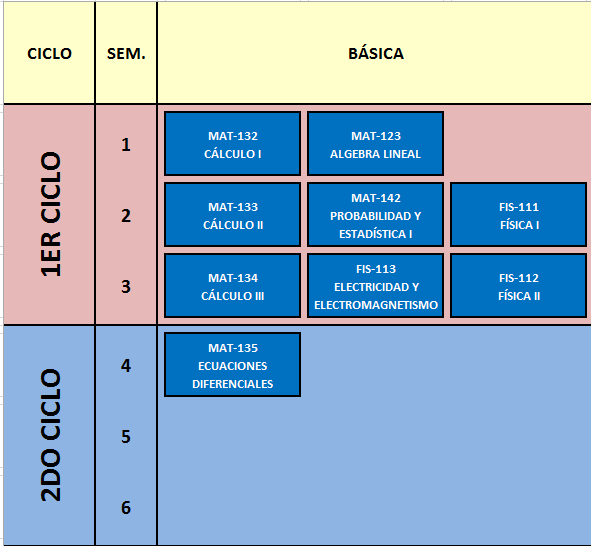 CICLO SEM. BÁSICA
1ER CICLO
1
MAT-132
CÁLCULO I
MAT-123
ALGEBRA LINEAL
2
MAT-133
CÁLCULO II
MAT-142
PROBABILIDAD Y
ESTADÍSTICA I
FIS-111
FÍSICA I
3
MAT-134
CÁLCULO III
FIS-113
ELECTRICIDAD Y
ELECTROMAGNETISMO
FIS-112
FÍSICA II
2DO CICLO
4
MAT-135
ECUACIONES
DIFERENCIALES
5
6